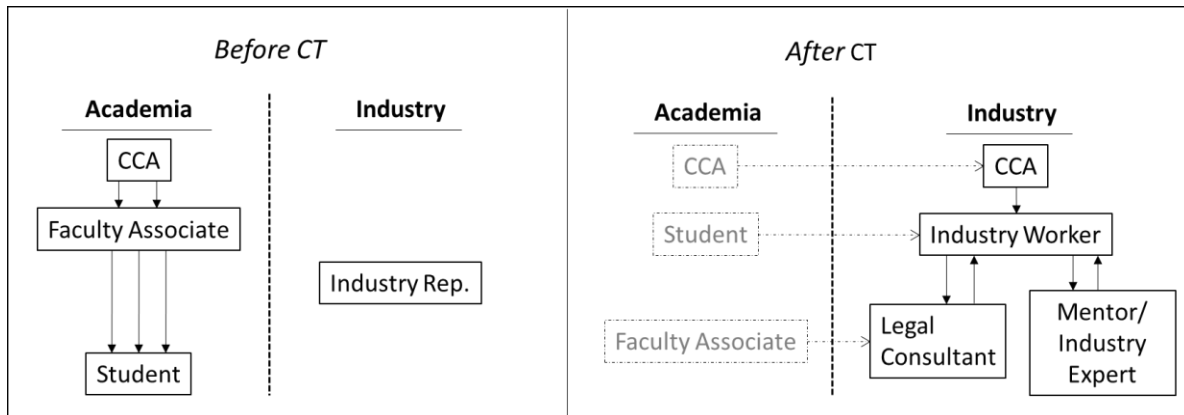 Before CT
Academia
Industry
CCA
Faculty Associate
Industry Rep.
Student
After CT
Academia
Industry
CCA
CCA
Student
Industry Worker
Faculty Associate
Legal
Consultant
Mentor/
Industry
Expert